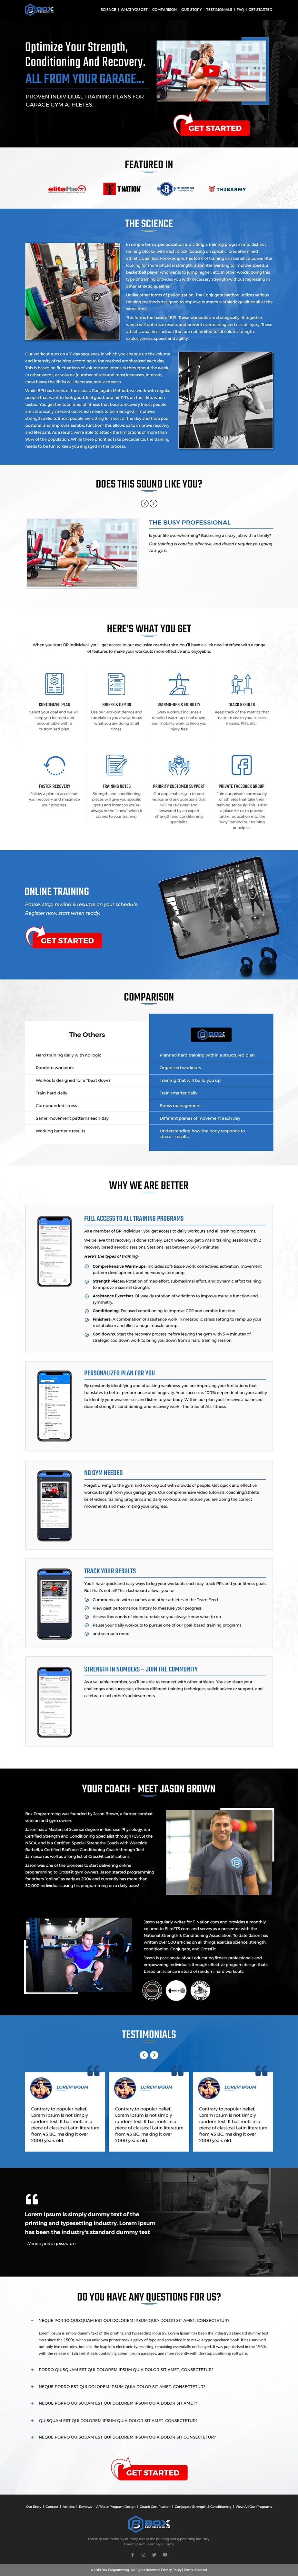 BOX PROGRAMMING
SCIENCE | WHAT YOU GET | COMPARISON | OUR STORY | TESTIMONIALS | FAQ | GET STARTED
Optimize Your Strength,
Conditioning And Recovery.
ALL FROM YOUR GARAGE...
PROVEN INDIVIDUAL TRAINING PLANS FOR
GARAGE GYM ATHLETES.
GET STARTED
FEATURED IN
elitefts
T NATION
THIBARMY
THE SCIENCE
In simple terms, periodization is dividing a training program into distinct
training blocks, with each block focusing on specific, predetermined
athletic qualities. For example, this form of training can benefit a powerlifter
looking for more physical strength, a sprinter wanting to improve speed, a
basketball player who wants to jump higher, etc. In other words, doing this
type of training provides you with necessary strength without repressing in
other athletic qualities.
Unlike other forms of periodization, The Conjugate Method utilizes various
training methods designed to improve numerous athletic qualities all at the
same time.
This forms the basis of BPI. These workouts are strategically fit together,
which will optimize results and prevent overtraining and risk of injury. These
athletic qualities include but are not limited to absolute strength,
explosiveness, speed, and agility.
Our workout runs on a 7-day sequence in which you change up the volume
and intensity of training according to the method emphasized each day.
This is based on fluctuations of volume and intensity throughout the week.
In other words, as volume (number of sets and reps) increases, intensity
(how heavy the lift is) will decrease, and vice versa.
While BPI has tenets of the classic Conjugate Method, we work with regular
people that want to look good, feel good, and hit PR's on their lifts when
tested. You get the total triad of fitness that boosts recovery (most people
are chronically stressed out which needs to be managed), improves
strength deficits (most people are sitting for most of the day and have poor
posture), and improves aerobic function (this allows us to improve recovery
and lifespan). As a result, we're able to attack the limitations of more than
90% of the population. While these priorities take precedence, the training
needs to be fun to keep you engaged in the process.
DOES THIS SOUND LIKE YOU?
THE BUSY PROFESSIONAL
Is your life overwhelming? Balancing a crazy job with a family?
Our training is concise, effective, and doesn't require you going
to a gym.
HERE'S WHAT YOU GET
When you start BP Individual, you'll get access to our exclusive member site. You'll have a slick new interface with a range
of features to make your workouts more effective and enjoyable.
CUSTOMIZED PLAN
Select your goal and we will
keep you focused and
accountable with a
customized plan.
BRIEFS & DEMOS
Use our workout demos and
tutorials so you always
know what you are doing at
all times.
WARMS-UPS & MOBILITY
Every workout includes a
detailed warm-up, cool down,
and mobility work to keep you
injury-free
TRACK RESULTS
Keep track of the metrics that
matter most to your success
(maxes, PR's, etc.)
FASTER RECOVERY
Follow a plan to accelerate
your recovery and maximize
your progress
TRAINING NOTES
Strength and conditioning
pieces will give you specific
goals and there's where you're
always in the "know" when it
comes to your training
PRIORITY CUSTOMER SUPPORT
Our app enables you to post
videos and ask questions that
will be reviewed and
answered by an expert
strength and conditioning
specialist
PRIVATE FACEBOOK GROUP
Join our private community
of athletes that take their
training seriously! This is also
a place for us to provide
further education into the
"why" behind our training
principles
ONLINE TRAINING
Pause, stop, rewind & resume on your schedule.
Register now, start when ready.
GET STARTED
COMPARISON
The Others
BOX
Hard training daily with no logic
Planned hard training within a structured plan
Random workouts
Organized workouts
Workouts designed for a "beat down"
Training that will build you up
Train hard daily
Train smarter daily
Compounded stress
Stress management
Same movement patterns each day
Different planes of movement each day
Working harder = results
Understanding how the body responds to
stress = results
WHY WE ARE BETTER
FULL ACCESS TO ALL TRAINING PROGRAMS
As a member of BP Individual, you get access to daily workouts and all training programs.
We believe that recovery is done actively. Each week, you get 5 main training sessions with 2
recovery based aerobic sessions. Sessions last between 60-75 minutes.
Here's the types of training:
Comprehensive Warm-ups: Includes soft-tissue work, correctives, activation, movement
pattern development, and nervous system prep.
Strength Pieces: Rotation of max-effort, submaximal effort, and dynamic effort training
to improve maximal strength.
Assistance Exercises: Bi-weekly rotation of variations to improve muscle function and
symmetry.
Conditioning: Focused conditioning to improve GPP and aerobic function.
Finishers: A combination of assistance work in metabolic stress setting to ramp up your
metabolism and illicit a huge muscle pump.
Cooldowns: Start the recovery process before leaving the gym with 3-4 minutes of
strategic cooldown work to bring you down from a hard training session.
PERSONALIZED PLAN FOR YOU
By constantly identifying and attacking weakness, you are improving your limitations that
translates to better performance and longevity. Your success is 100% dependent on your ability
to identify your weaknesses and listen to your body. Within our plan you'll receive a balanced
dose of strength, conditioning, and recovery work - the triad of ALL fitness.
NO GYM NEEDED
Forget driving to the gym and working out with crowds of people. Get quick and effective
workouts right from your garage gym. Our comprehensive video tutorials, coaching/athlete
brief videos, training programs and daily workouts will ensure you are doing the correct
movements and maximizing your progress.
TRACK YOUR RESULTS
You'll have quick and easy ways to log your workouts each day, track PRs and your fitness goals.
But that's not all! This dashboard allows you to
Communicate with coaches and other athletes in the Team Feed
View past performance history to measure your progress
Access thousands of video tutorials so you always know what to do
Pause your daily workouts to pursue one of our goal based training programs
and so much more!
STRENGTH IN NUMBERS – JOIN THE COMMUNITY
As a valuable member, you'll be able to connect with other athletes. You can share your
challenges and successes, discuss different training techniques, solicit advice or support, and
celebrate each other's achievements.
YOUR COACH - MEET JASON BROWN
Box Programming was founded by Jason Brown, a former combat
veteran and gym owner.
Jason has a Masters of Science degree in Exercise Physiology, is a
Certified Strength and Conditioning Specialist through (CSCS) the
NSCA, and is a Certified Special Strengths Coach with Westside
Barbell, a Certified Bioforce Conditioning Coach through Joel
Jamieson as well as a long list of CrossFit certifications.
Jason was one of the pioneers to start delivering online
programming to CrossFit gym owners. Jason started programming
for others "online" as early as 2004 and currently has more than
30,000 individuals using his programming on a daily basis!
Jason regularly writes for T-Nation.com and provides a monthly
column to EliteFTS.com, and serves as a presenter with the
National Strength & Conditioning Association. To date, Jason has
written over 500 articles on all things exercise science, strength,
conditioning, Conjugate, and CrossFit.
Jason is passionate about educating fitness professionals and
empowering individuals through effective program design that's
based on science instead of random, hard workouts.
TESTIMONIALS
LOREM IPSUM
Contrary to popular belief,
Lorem Ipsum is not simply
random text. It has roots in a
piece of classical Latin literature
from 45 BC, making it over
2000 years old.
LOREM IPSUM
Contrary to popular belief,
Lorem Ipsum is not simply
random text. It has roots in a
piece of classical Latin literature
from 45 BC, making it over
2000 years old.
LOREM IPSUM
Contrary to popular belief,
Lorem Ipsum is not simply
random text. It has roots in a
piece of classical Latin literature
from 45 BC, making it over
2000 years old.
Lorem Ipsum is simply dummy text of the
printing and typesetting industry. Lorem Ipsum
has been the industry's standard dummy text
- Neque porro quisquam
DO YOU HAVE ANY QUESTIONS FOR US?
NEQUE PORRO QUISQUAM EST QUI DOLOREM IPSUM QUIA DOLOR SIT AMET, CONSECTETUR?
Lorem Ipsum is simply dummy text of the printing and typesetting industry. Lorem Ipsum has been the industry's standard dummy text
ever since the 1500s, when an unknown printer took a galley of type and scrambled it to make a type specimen book. It has survived
not only five centuries, but also the leap into electronic typesetting, remaining essentially unchanged. It was popularised in the 1960s
with the release of Letraset sheets containing Lorem Ipsum passages, and more recently with desktop publishing software.
PORRO QUISQUAM EST QUI DOLOREM IPSUM QUIA DOLOR SIT AMET, CONSECTETUR?
NEQUE PORRO EST QUI DOLOREM IPSUM QUIA DOLOR SIT AMET, CONSECTETUR?
NEQUE PORRO QUISQUAM EST QUI DOLOREM IPSUM QUIA DOLOR SIT AMET?
QUISQUAM EST QUI DOLOREM IPSUM QUIA DOLOR SIT AMET, CONSECTETUR?
NEQUE PORRO QUISQUAM EST QUI DOLOREM IPSUM QUIA DOLOR SIT CONSECTETUR?
GET STARTED
Our Story | Contact | Articles | Reviews | Affiliate Program Design | Coach Certification | Conjugate Strength & Conditioning | View All Our Programs
BOX PROGRAMMING
Lorem Ipsum is simply dummy text of the printing and typesetting industry.
Lorem Ipsum is simply dummy
© 2019 Box Programming. All Rights Reserved. Privacy Policy | Terms | Contact